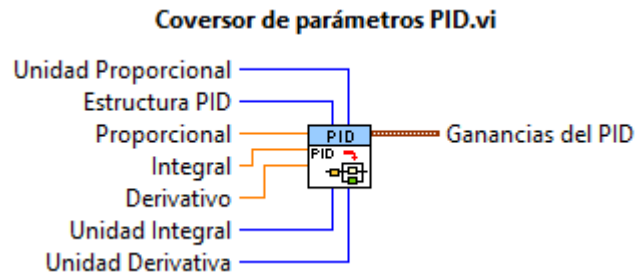 Coversor de parámetros PID.vi
Unidad Proporcional
Estructura PID
Proporcional
Integral
Derivativo
Unidad Integral
Unidad Derivativa
PID
PID
Ganancias del PID